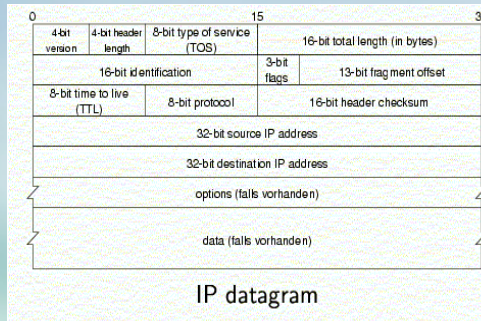 0 15 3
4-bit version 4-bit header length 8-bit type of service (TOS) 16-bit total length (in bytes)
16-bit identification 3-bit flags 13-bit fragment offset
8-bit time to live (TTL) 8-bit protocol 16-bit header checksum
32-bit source IP address
32-bit destination IP address
options (falls vorhanden)
data (falls vorhanden)
IP datagram